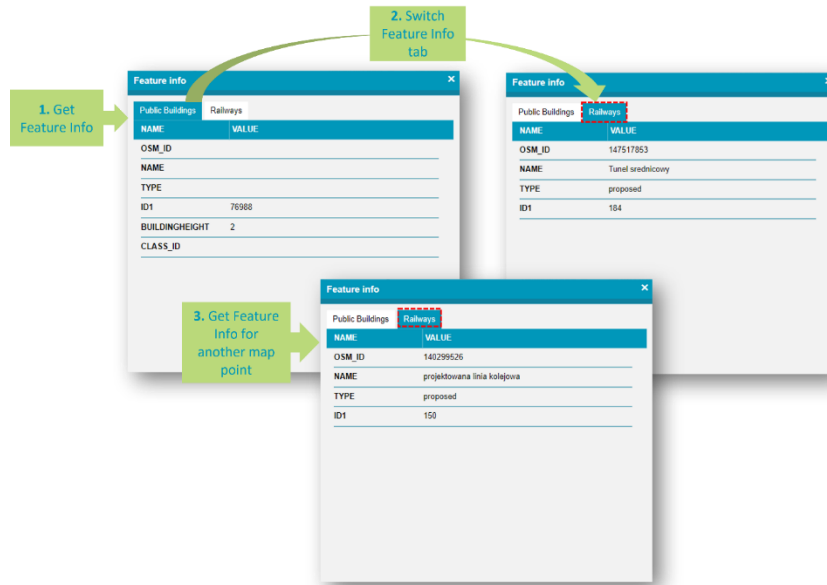 2. Switch
Feature Info
tab
1. Get
Feature Info
Feature info ×
Public Buildings Railways
NAME VALUE
OSM_ID
NAME
TYPE
ID1 76988
BUILDINGHEIGHT 2
CLASS_ID
Feature info ×
Public Buildings Railways
NAME VALUE
OSM_ID 147517853
NAME Tunel srednicowy
TYPE proposed
ID1 184
3. Get Feature
Info for
another map
point
Feature info ×
Public Buildings Railways
NAME VALUE
OSM_ID 140299526
NAME projektowana linia kolejowa
TYPE proposed
ID1 150